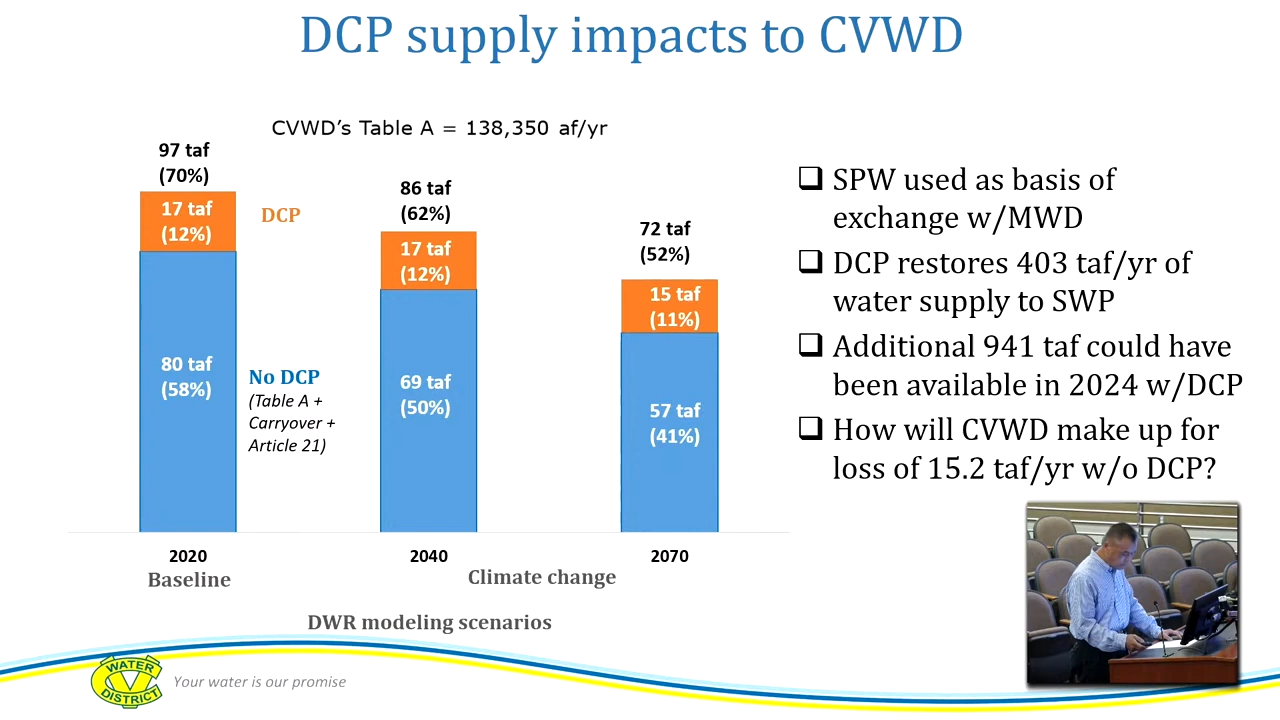 DCP supply impacts to CVWD
CVWD's Table A = 138,350 af/yr
97 taf
(70%)
17 taf
(12%)
DCP
80 taf
(58%)
No DCP
(Table A +
Carryover +
Article 21)
86 taf
(62%)
17 taf
(12%)
69 taf
(50%)
72 taf
(52%)
15 taf
(11%)
57 taf
(41%)
2020
2040
2070
Baseline
Climate change
DWR modeling scenarios
❑ SPW used as basis of
exchange w/MWD
❑ DCP restores 403 taf/yr of
water supply to SWP
❑ Additional 941 taf could have
been available in 2024 w/DCP
❑ How will CVWD make up for
loss of 15.2 taf/yr w/o DCP?
WATER
DISTRICT
Your water is our promise